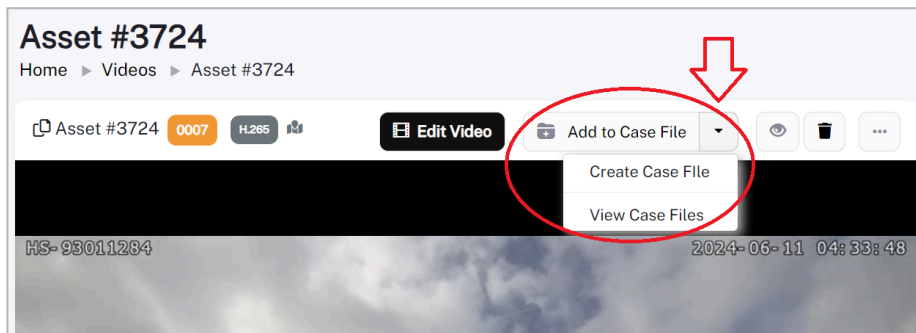 Asset #3724
Home ▶ Videos ▶ Asset #3724
Asset #3724 0007 H.265 Edit Video Add to Case File
Create Case FIle
View Case Files
HS-93011284 2024-06-11 04:33:48